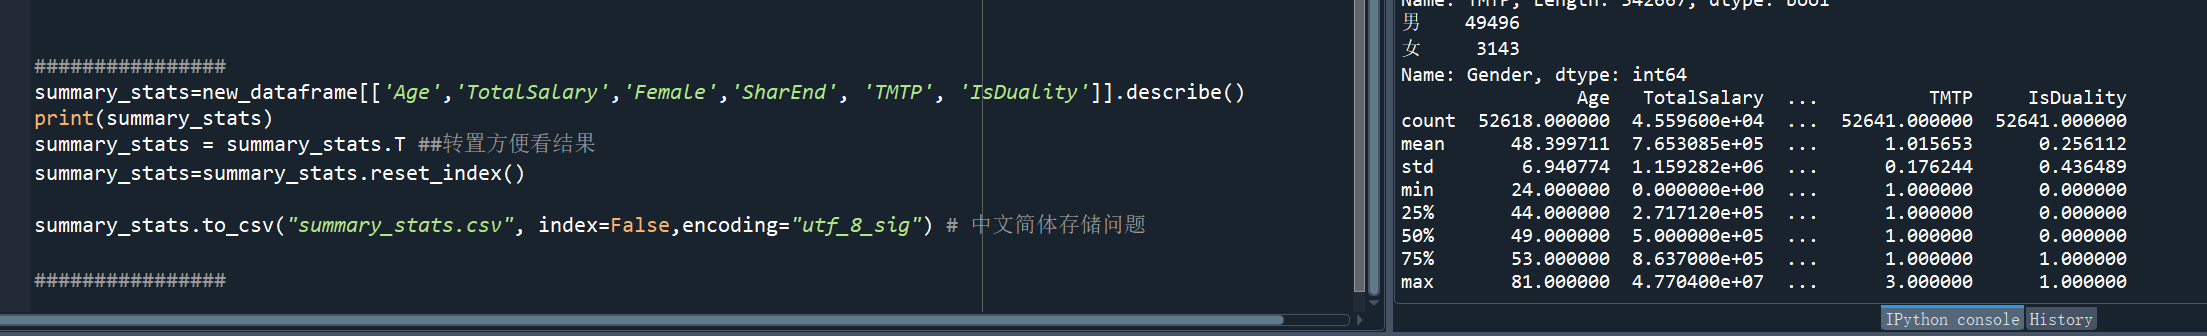 ################
summary_stats=new_dataframe[['Age','TotalSalary','Female','SharEnd', 'TMTP', 'IsDuality']].describe()
print(summary_stats)
summary_stats = summary_stats.T ##转置方便看结果
summary_stats=summary_stats.reset_index()
summary_stats.to_csv("summary_stats.csv", index=False,encoding="utf_8_sig") # 中文简体存储问题
################
Name: TMTP, Length: 542667, dtype: bool
男 49496
女 3143
Name: Gender, dtype: int64
Age TotalSalary ... TMTP IsDuality
count 52618.000000 4.559600e+04 ... 52641.000000 52641.000000
mean 48.399711 7.653085e+05 ... 1.015653 0.256112
std 6.940774 1.159282e+06 ... 0.176244 0.436489
min 24.000000 0.000000e+00 ... 1.000000 0.000000
25% 44.000000 2.717120e+05 ... 1.000000 0.000000
50% 49.000000 5.000000e+05 ... 1.000000 0.000000
75% 53.000000 8.637000e+05 ... 1.000000 1.000000
max 81.000000 4.770400e+07 ... 3.000000 1.000000
IPython console History